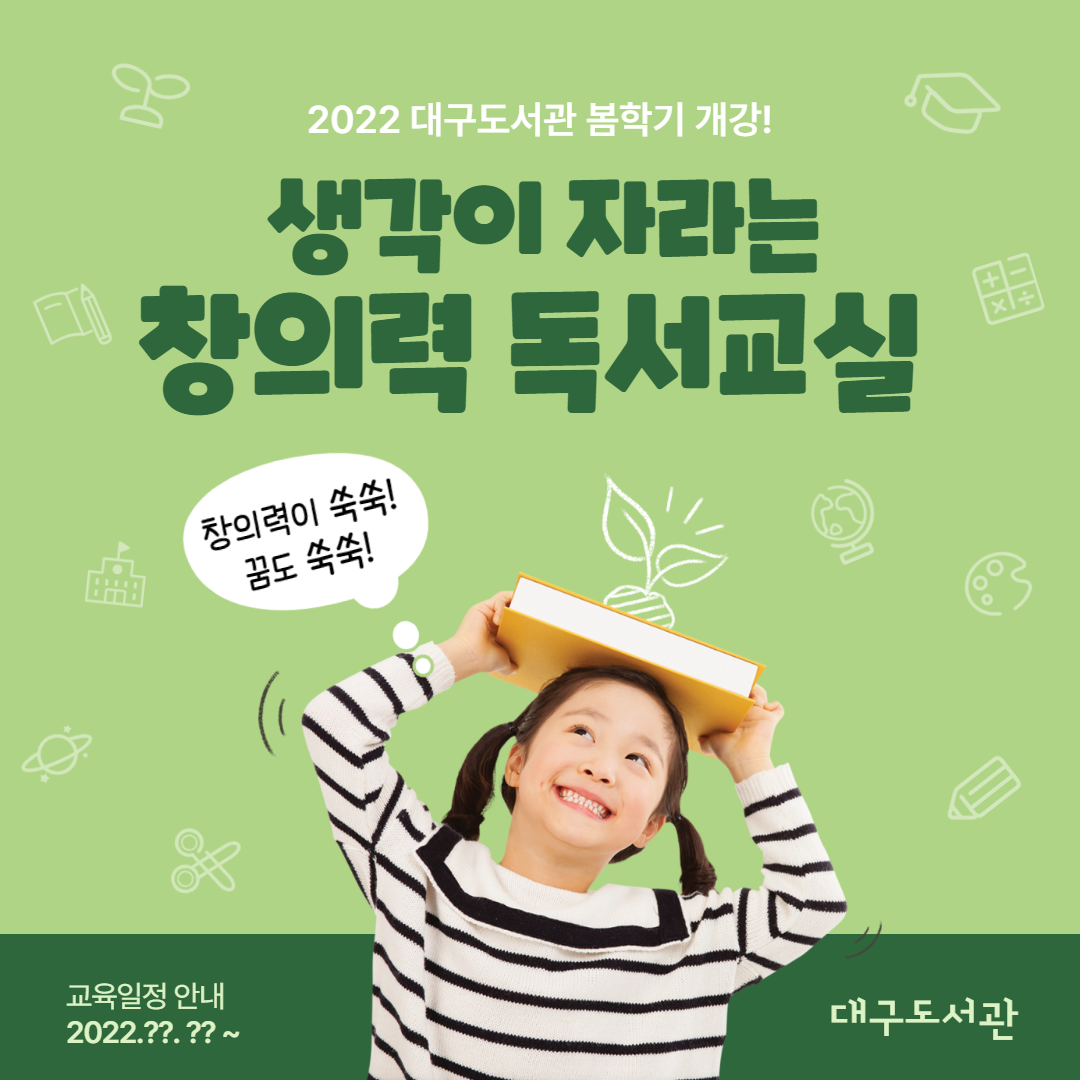 2022 대구도서관 봄학기 개강!
생각이 자라는
창의력 독서교실
창의력이 쑥쑥!
꿈도 쑥쑥!
교육일정 안내
2022.??. ?? ~
대구도서관